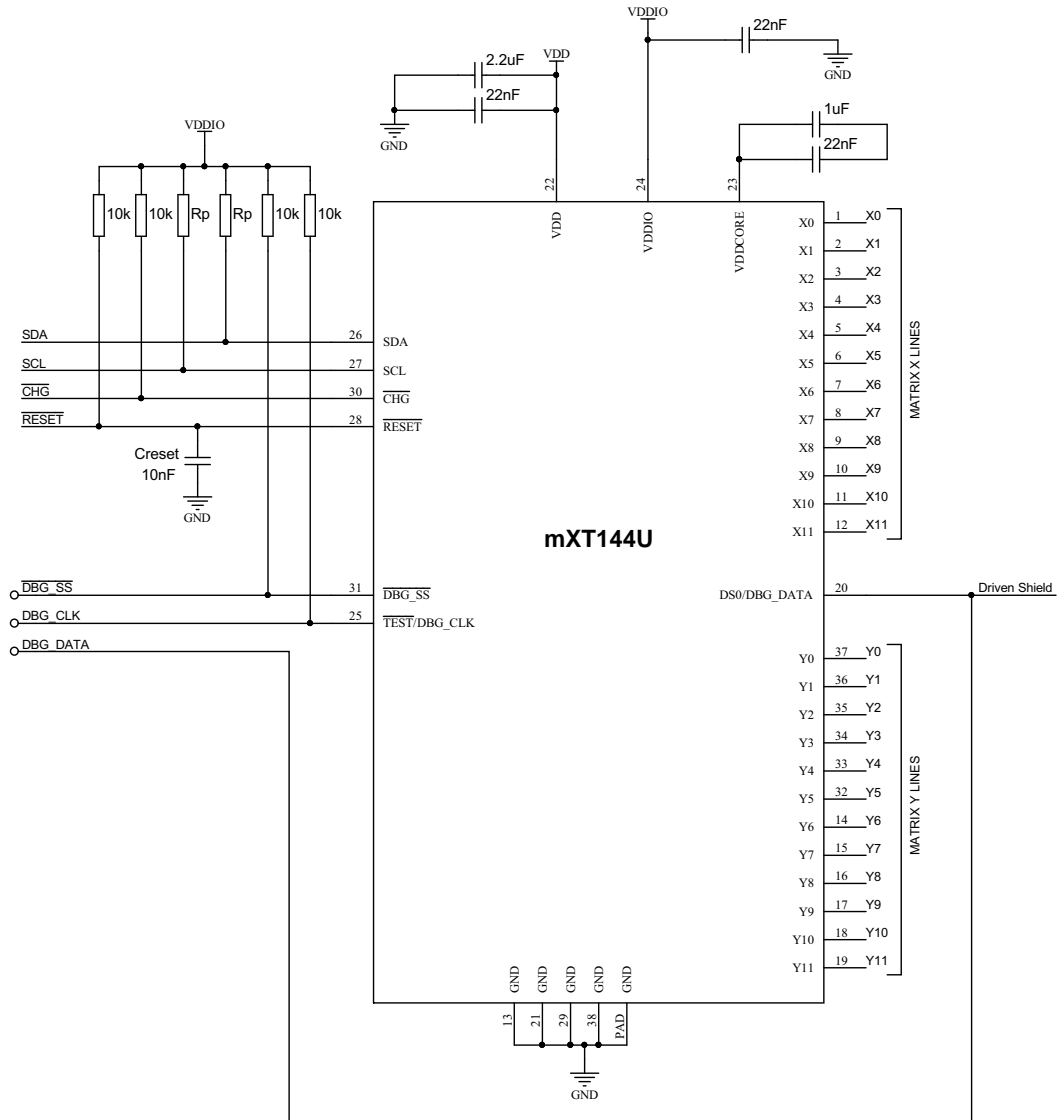 VDDIO
22nF
GND
2.2uF
VDD
22nF
GND
1uF
22nF
VDDIO
10k
10k
Rp
Rp
10k
10k
22
24
23
VDD
VDDIO
VDDCORE
SDA
26
SDA
SCL
27
SCL
CHG
30
CHG
RESET
28
RESET
Creset
10nF
GND
DBG_SS
31
DBG_SS
DBG_CLK
25
TEST/DBG_CLK
DBG_DATA
mXT144U
X0 1 X0
X1 2 X1
X2 3 X2
X3 4 X3
X4 5 X4
X5 6 X5
X6 7 X6
X7 8 X7
X8 9 X8
X9 10 X9
X10 11 X10
X11 12 X11
MATRIX X LINES
DS0/DBG_DATA 20 Driven Shield
Y0 37 Y0
Y1 36 Y1
Y2 35 Y2
Y3 34 Y3
Y4 33 Y4
Y5 32 Y5
Y6 14 Y6
Y7 15 Y7
Y8 16 Y8
Y9 17 Y9
Y10 18 Y10
Y11 19 Y11
MATRIX Y LINES
GND
GND
GND
GND
GND
13
21
29
38
PAD
GND